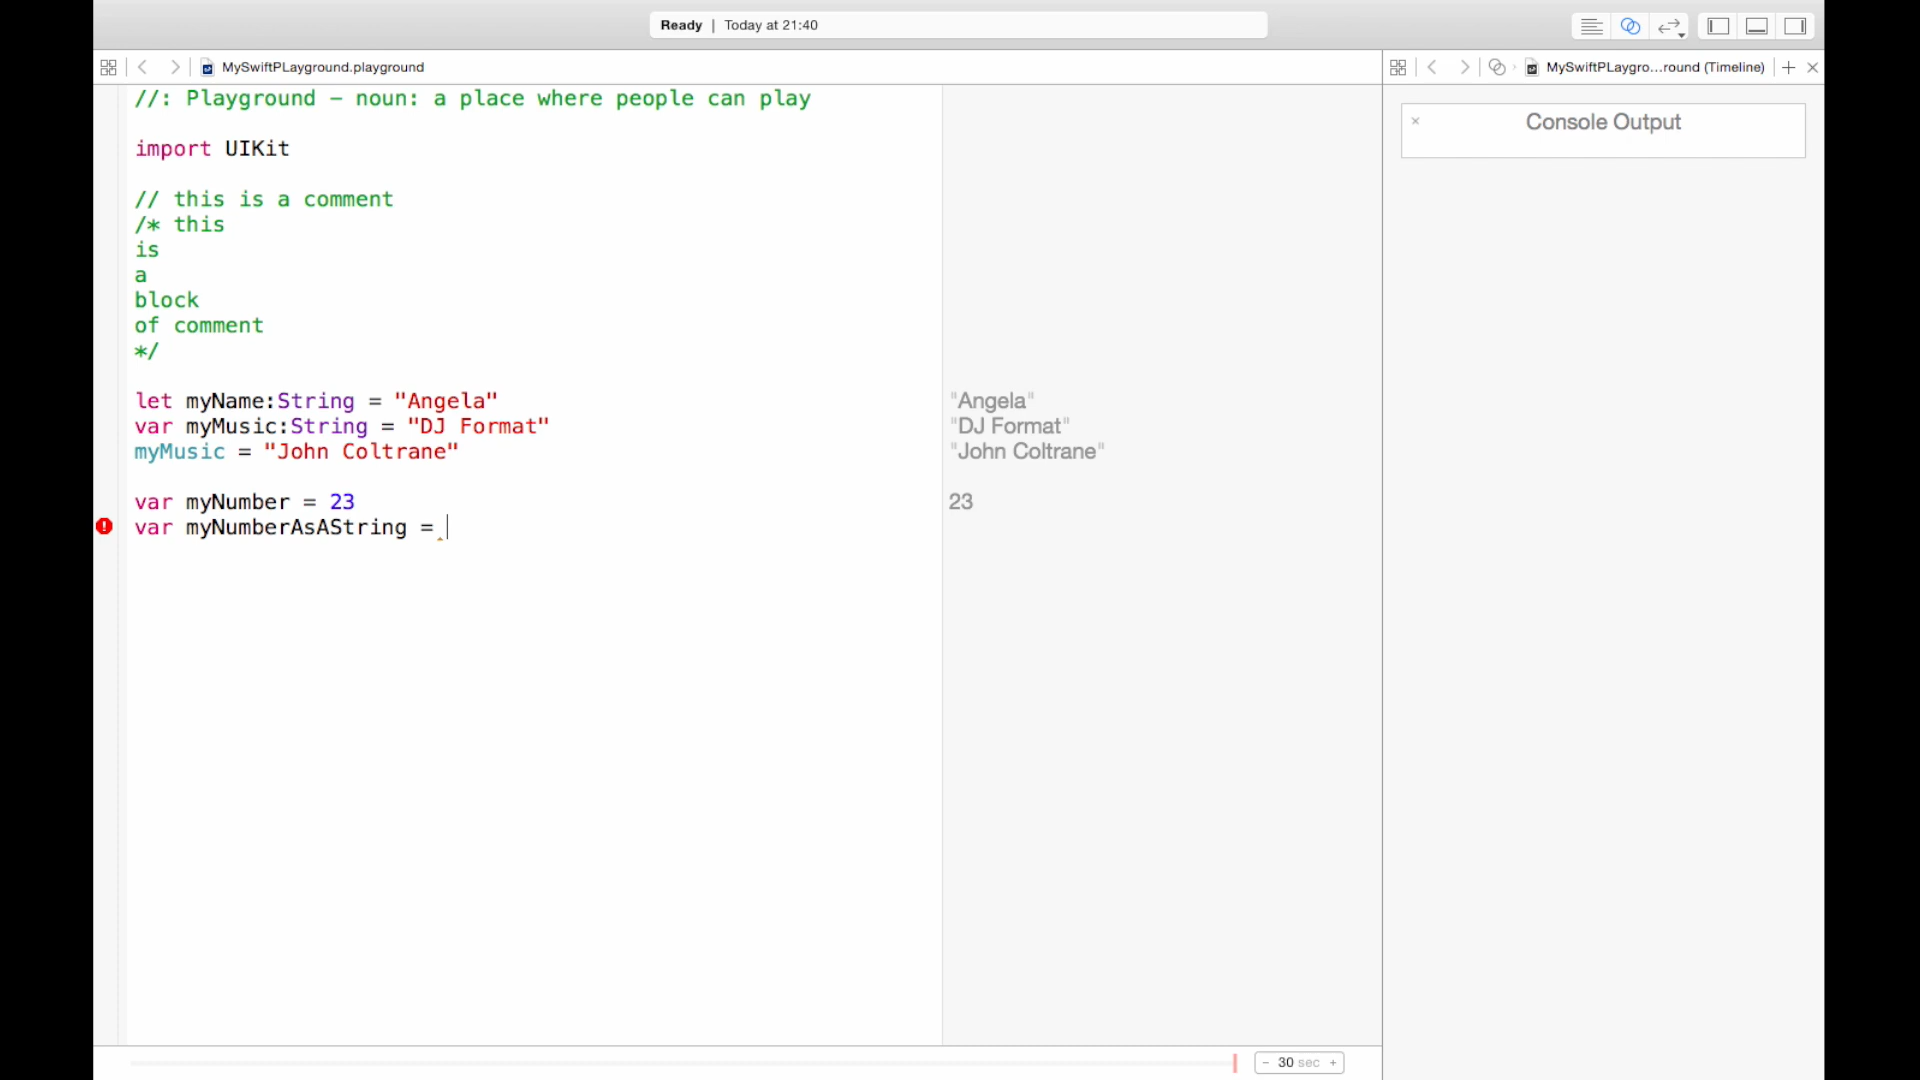 Ready | Today at 21:40
MySwiftPLayground.playground
MySwiftPLaygro...round (Timeline)
//: Playground – noun: a place where people can play
Console Output
import UIKit
// this is a comment
/* this
is
a
block
of comment
*/
let myName:String = "Angela"
"Angela"
var myMusic:String = "DJ Format"
"DJ Format"
myMusic = "John Coltrane"
"John Coltrane"
var myNumber = 23
23
var myNumberAsAString =
- 30 sec +